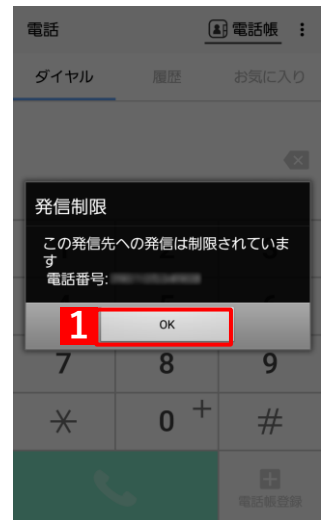 電話 電話帳
ダイヤル 履歴 お気に入り
発信制限
この発信先への発信は制限されていま
す
電話番号:
1 OK
7 8 9
* 0 + #
電話帳登録